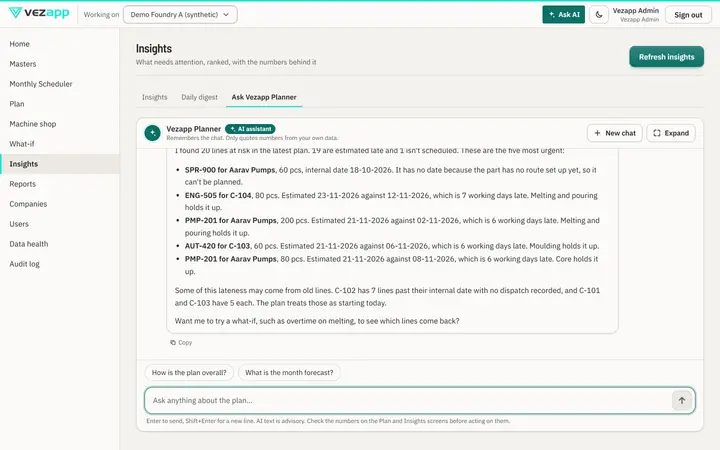 vezapp
Working on
Demo Foundry A (synthetic)
Ask AI
Vezapp Admin
Vezapp Admin
Sign out
Home
Masters
Monthly Scheduler
Plan
Machine shop
What-if
Insights
Reports
Companies
Users
Data health
Audit log
Insights
What needs attention, ranked, with the numbers behind it
Refresh insights
Insights
Daily digest
Ask Vezapp Planner
Vezapp Planner
AI assistant
Remembers the chat. Only quotes numbers from your own data.
New chat
Expand
I found 20 lines at risk in the latest plan. 19 are estimated late and 1 isn't scheduled. These are the five most urgent:
• SPR-900 for Aarav Pumps, 60 pcs, internal date 18-10-2026. It has no date because the part has no route set up yet, so it
can't be planned.
• ENG-505 for C-104, 80 pcs. Estimated 23-11-2026 against 12-11-2026, which is 7 working days late. Melting and pouring
holds it up.
• PMP-201 for Aarav Pumps, 200 pcs. Estimated 21-11-2026 against 02-11-2026, which is 6 working days late. Melting and
pouring holds it up.
• AUT-420 for C-103, 60 pcs. Estimated 21-11-2026 against 06-11-2026, which is 6 working days late. Moulding holds it up.
• PMP-201 for Aarav Pumps, 80 pcs. Estimated 21-11-2026 against 08-11-2026, which is 6 working days late. Core holds it
up.
Some of this lateness may come from old lines. C-102 has 7 lines past their internal date with no dispatch recorded, and C-101
and C-103 have 5 each. The plan treats those as starting today.
Want me to try a what-if, such as overtime on melting, to see which lines come back?
Copy
How is the plan overall?
What is the month forecast?
Ask anything about the plan...
Enter to send, Shift+Enter for a new line. AI text is advisory. Check the numbers on the Plan and Insights screens before acting on them.